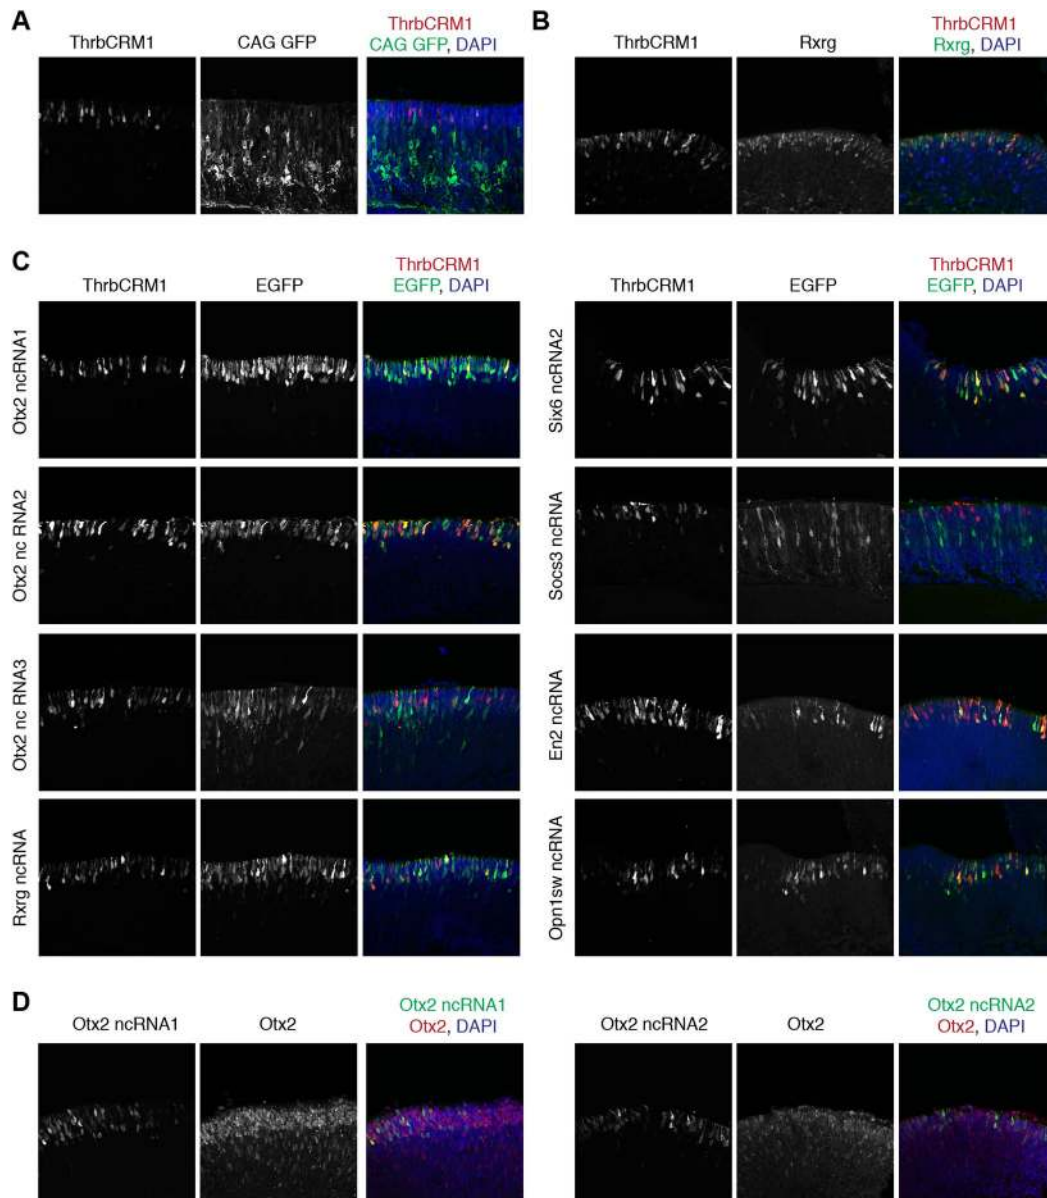 A
ThrbCRM1
CAG GFP
ThrbCRM1
CAG GFP, DAPI
B
ThrbCRM1
Rxrg
ThrbCRM1
Rxrg, DAPI
C
ThrbCRM1
EGFP
ThrbCRM1
EGFP, DAPI
Otx2 ncRNA1
Otx2 nc RNA2
Otx2 nc RNA3
Rxrg ncRNA
ThrbCRM1
EGFP
ThrbCRM1
EGFP, DAPI
Six6 ncRNA2
Socs3 ncRNA
En2 ncRNA
Opn1sw ncRNA
D
Otx2 ncRNA1
Otx2
Otx2 ncRNA1
Otx2, DAPI
Otx2 ncRNA2
Otx2
Otx2 ncRNA2
Otx2, DAPI